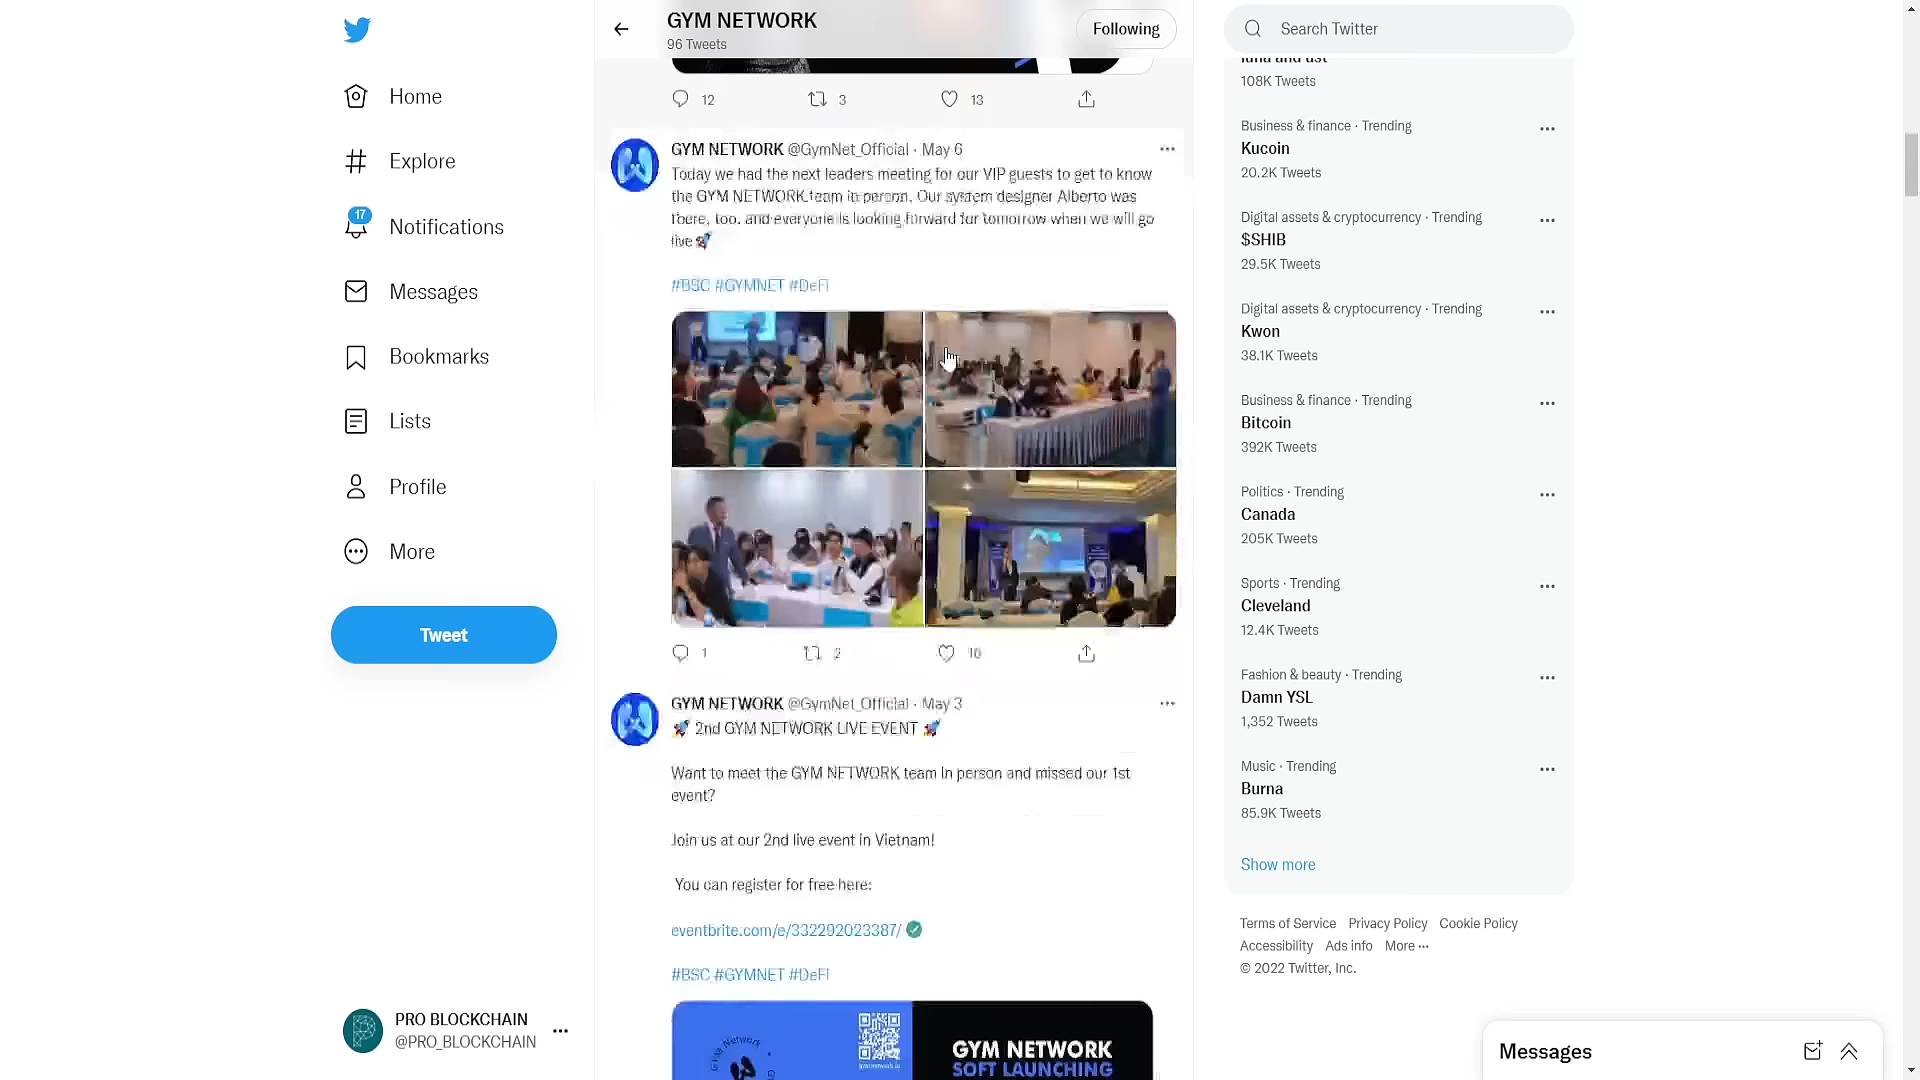 GYM NETWORK
96 Tweets
Following
Search Twitter
Home
Explore
17
Notifications
Messages
Bookmarks
Lists
Profile
More
Tweet
PRO BLOCKCHAIN
@PRO_BLOCKCHAIN
12
3
13
GYM NETWORK @GymNet_Official · May 6
Today we had the next leaders meeting for our VIP guests to get to know
the GYM NETWORK team in person. Our system designer Alberto was
there, too, and everyone is looking forward for tomorrow when we will go
live 🚀
#BSC #GYMNET #DeFi
1
2
10
GYM NETWORK @GymNet_Official · May 3
🚀 2nd GYM NETWORK LIVE EVENT 🚀
Want to meet the GYM NETWORK team in person and missed our 1st
event?
Join us at our 2nd live event in Vietnam!
You can register for free here:
eventbrite.com/e/332292023387/
#BSC #GYMNET #DeFi
GYM Network
GYM NETWORK
SOFT LAUNCHING
luna and ust
108K Tweets
Business & finance · Trending
Kucoin
20.2K Tweets
Digital assets & cryptocurrency · Trending
$SHIB
29.5K Tweets
Digital assets & cryptocurrency · Trending
Kwon
38.1K Tweets
Business & finance · Trending
Bitcoin
392K Tweets
Politics · Trending
Canada
205K Tweets
Sports · Trending
Cleveland
12.4K Tweets
Fashion & beauty · Trending
Damn YSL
1,352 Tweets
Music · Trending
Burna
85.9K Tweets
Show more
Terms of Service Privacy Policy Cookie Policy
Accessibility Ads info More ···
© 2022 Twitter, Inc.
Messages